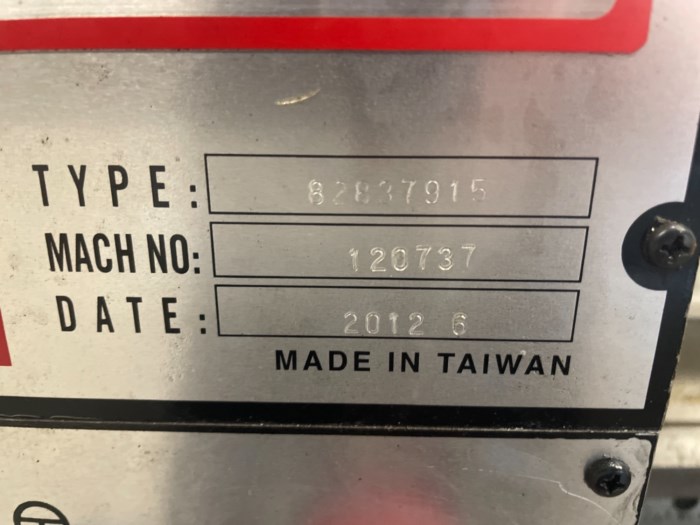 TYPE: 82837915
MACH NO: 120737
DATE: 2012 6
MADE IN TAIWAN